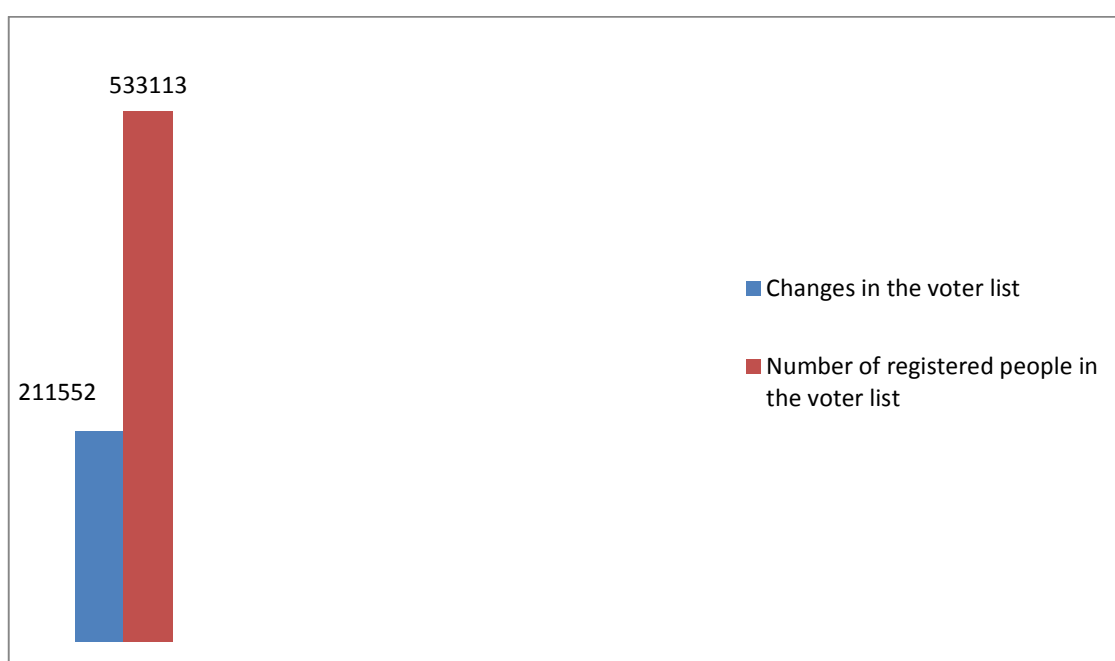 533113
211552
Changes in the voter list
Number of registered people in
the voter list